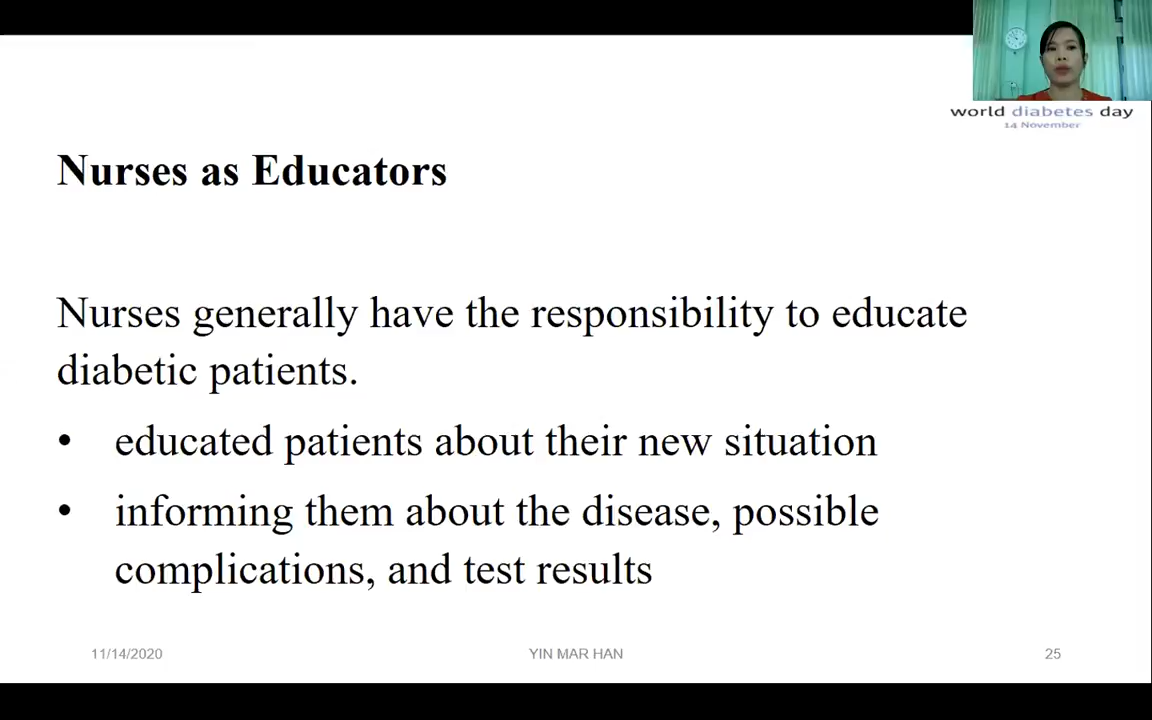 world diabetes day
14 November
Nurses as Educators
Nurses generally have the responsibility to educate
diabetic patients.
• educated patients about their new situation
• informing them about the disease, possible
complications, and test results
11/14/2020 YIN MAR HAN 25